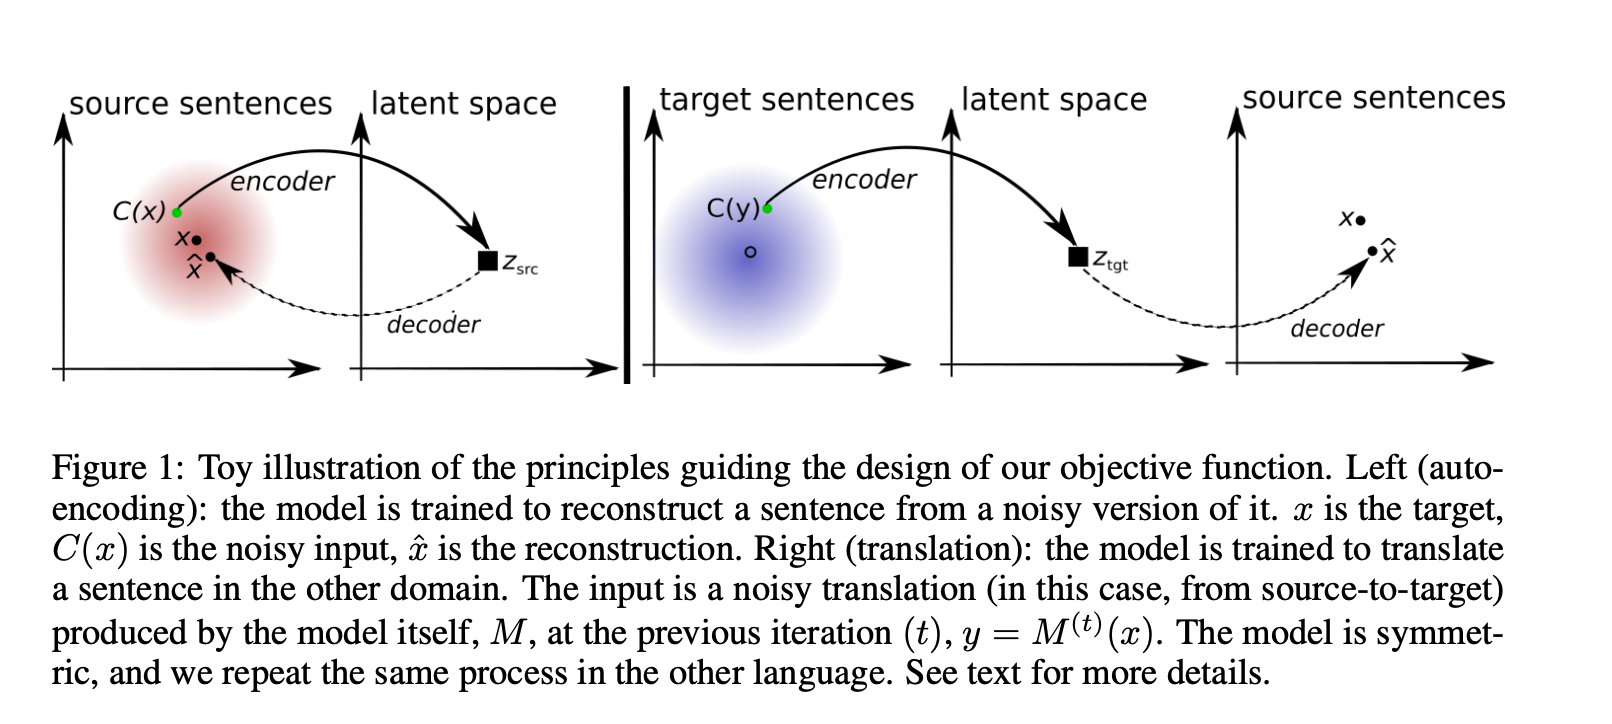 source sentences
latent space
encoder
C(x)
x
x̂
z_src
decoder
target sentences
latent space
source sentences
encoder
C(y)
z_tgt
x
x̂
decoder
Figure 1: Toy illustration of the principles guiding the design of our objective function. Left (auto-
encoding): the model is trained to reconstruct a sentence from a noisy version of it. x is the target,
C(x) is the noisy input, x̂ is the reconstruction. Right (translation): the model is trained to translate
a sentence in the other domain. The input is a noisy translation (in this case, from source-to-target)
produced by the model itself, M, at the previous iteration (t), y = M^(t)(x). The model is symmet-
ric, and we repeat the same process in the other language. See text for more details.